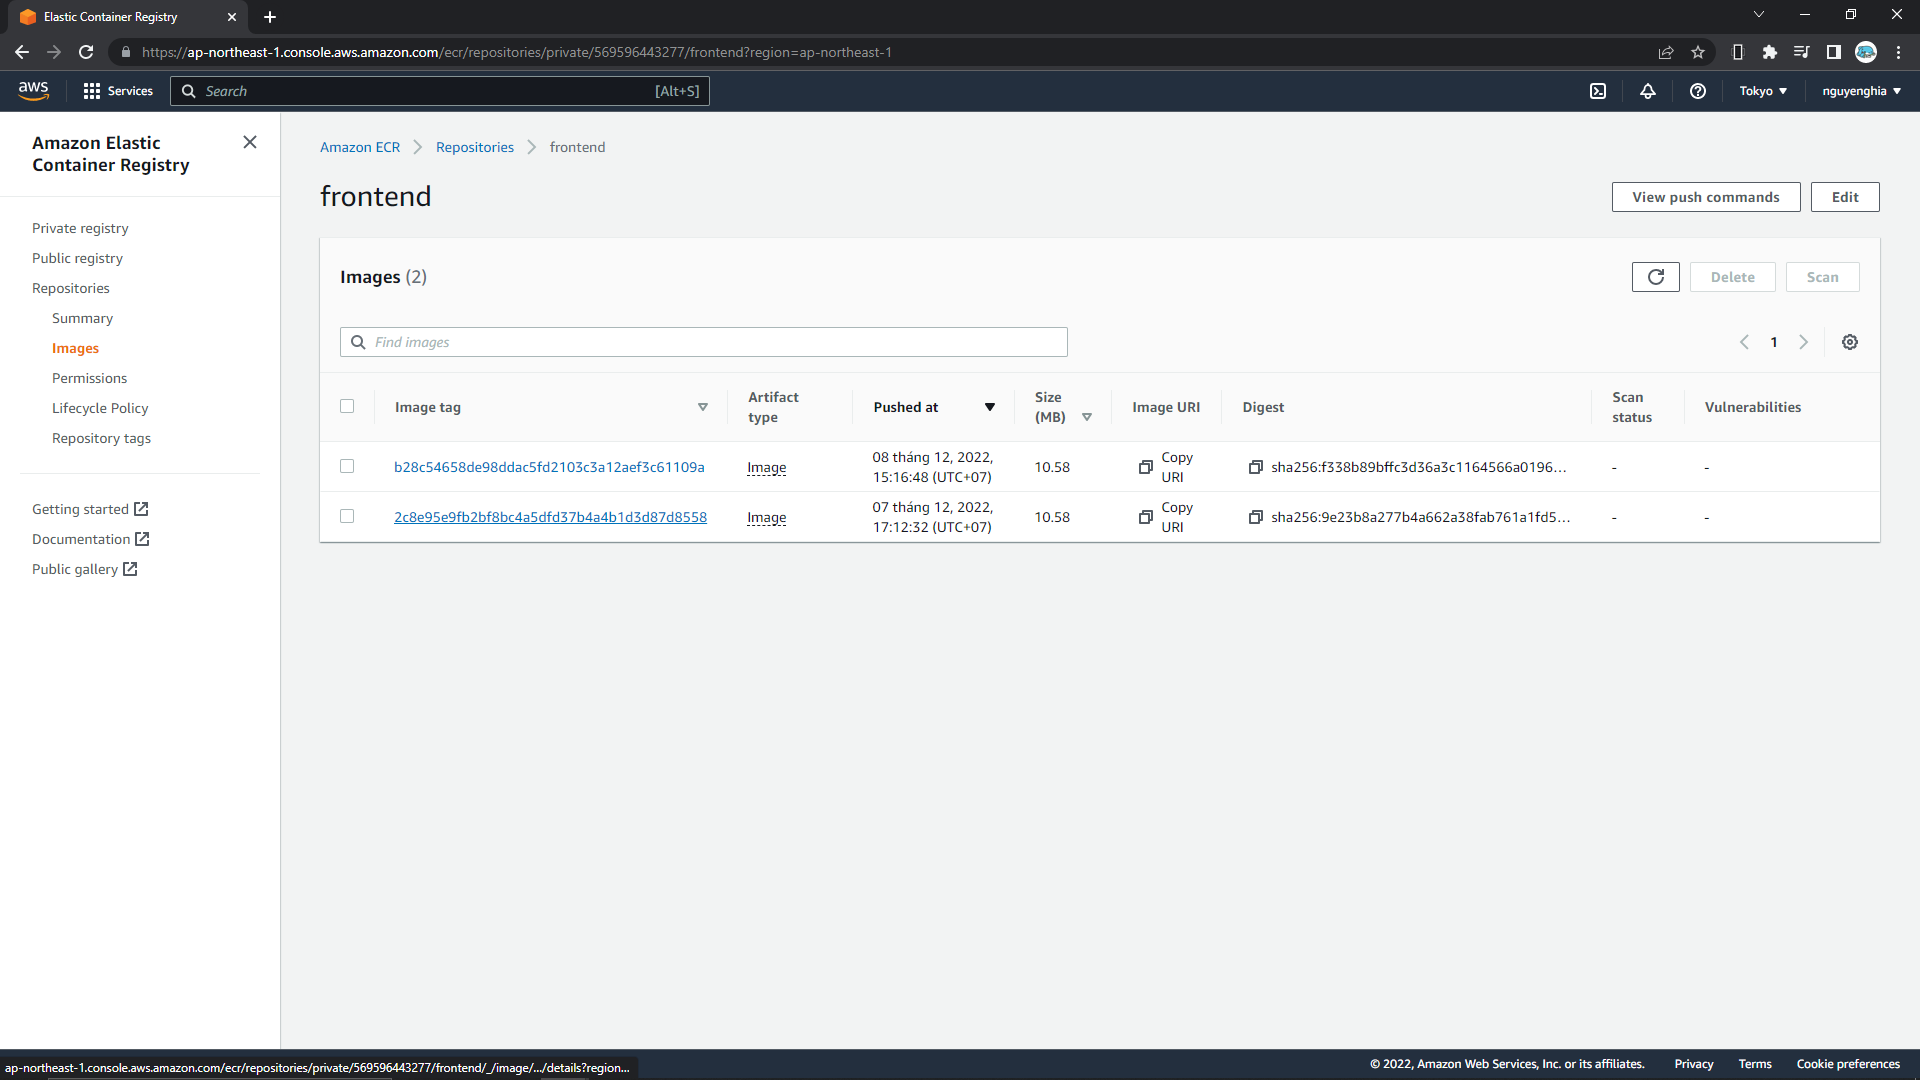 Elastic Container Registry
https://ap-northeast-1.console.aws.amazon.com/ecr/repositories/private/569596443277/frontend?region=ap-northeast-1
aws
Services
Search
[Alt+S]
Tokyo
nguyenghia
Amazon Elastic
Container Registry
Private registry
Public registry
Repositories
Summary
Images
Permissions
Lifecycle Policy
Repository tags
Getting started
Documentation
Public gallery
Amazon ECR
Repositories
frontend
frontend
View push commands
Edit
Images (2)
Delete
Scan
Find images
1
Image tag
Artifact
type
Pushed at
Size
(MB)
Image URI
Digest
Scan
status
Vulnerabilities
b28c54658de98ddac5fd2103c3a12aef3c61109a
Image
08 tháng 12, 2022,
15:16:48 (UTC+07)
10.58
Copy
URI
sha256:f338b89bffc3d36a3c1164566a0196...
-
-
2c8e95e9fb2bf8bc4a5dfd37b4a4b1d3d87d8558
Image
07 tháng 12, 2022,
17:12:32 (UTC+07)
10.58
Copy
URI
sha256:9e23b8a277b4a662a38fab761a1fd5...
-
-
ap-northeast-1.console.aws.amazon.com/ecr/repositories/private/569596443277/frontend/_/image/.../details?region...
© 2022, Amazon Web Services, Inc. or its affiliates.
Privacy
Terms
Cookie preferences